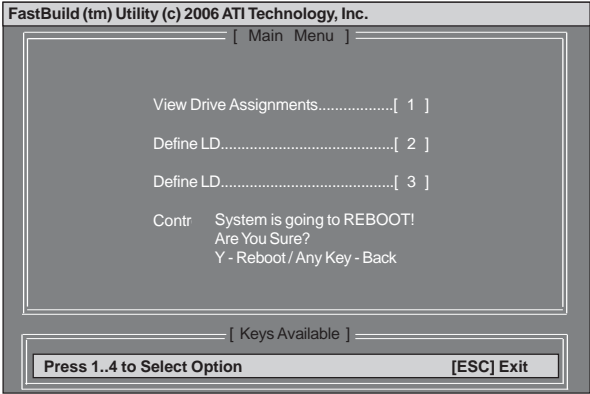 FastBuild (tm) Utility (c) 2006 ATI Technology, Inc.
[ Main Menu ]
View Drive Assignments..................[ 1 ]
Define LD..........................................[ 2 ]
Define LD..........................................[ 3 ]
Contr System is going to REBOOT!
Are You Sure?
Y - Reboot / Any Key - Back
[ Keys Available ]
Press 1..4 to Select Option [ESC] Exit